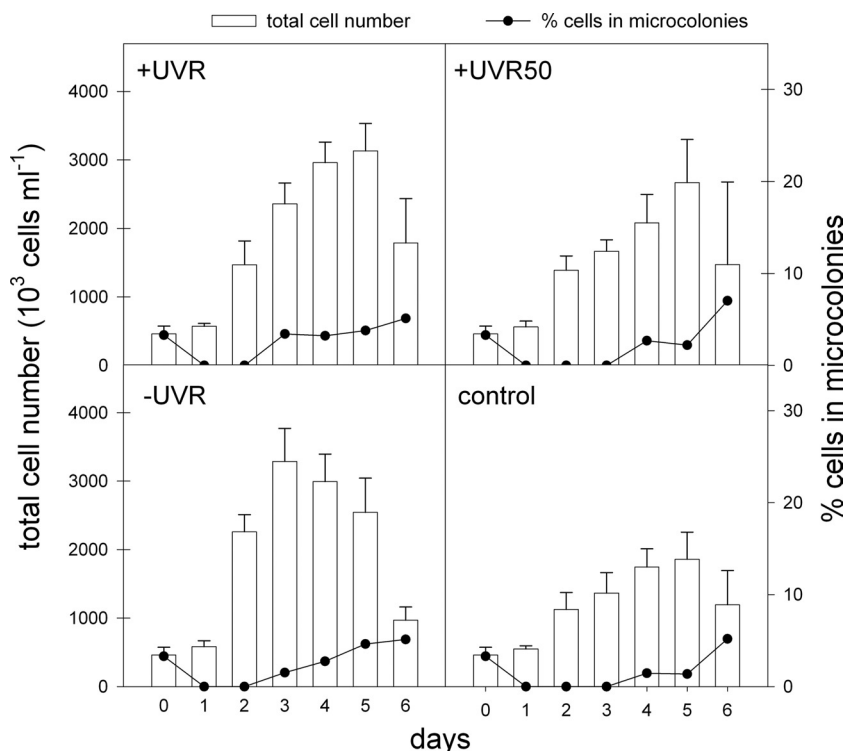 total cell number % cells in microcolonies
+UVR +UVR50
4000 30
3000
20
2000
10
1000
0 0
-UVR control
4000 30
3000
20
2000
10
1000
0 0
0 1 2 3 4 5 6 0 1 2 3 4 5 6
days
total cell number (10³ cells ml⁻¹)
% cells in microcolonies